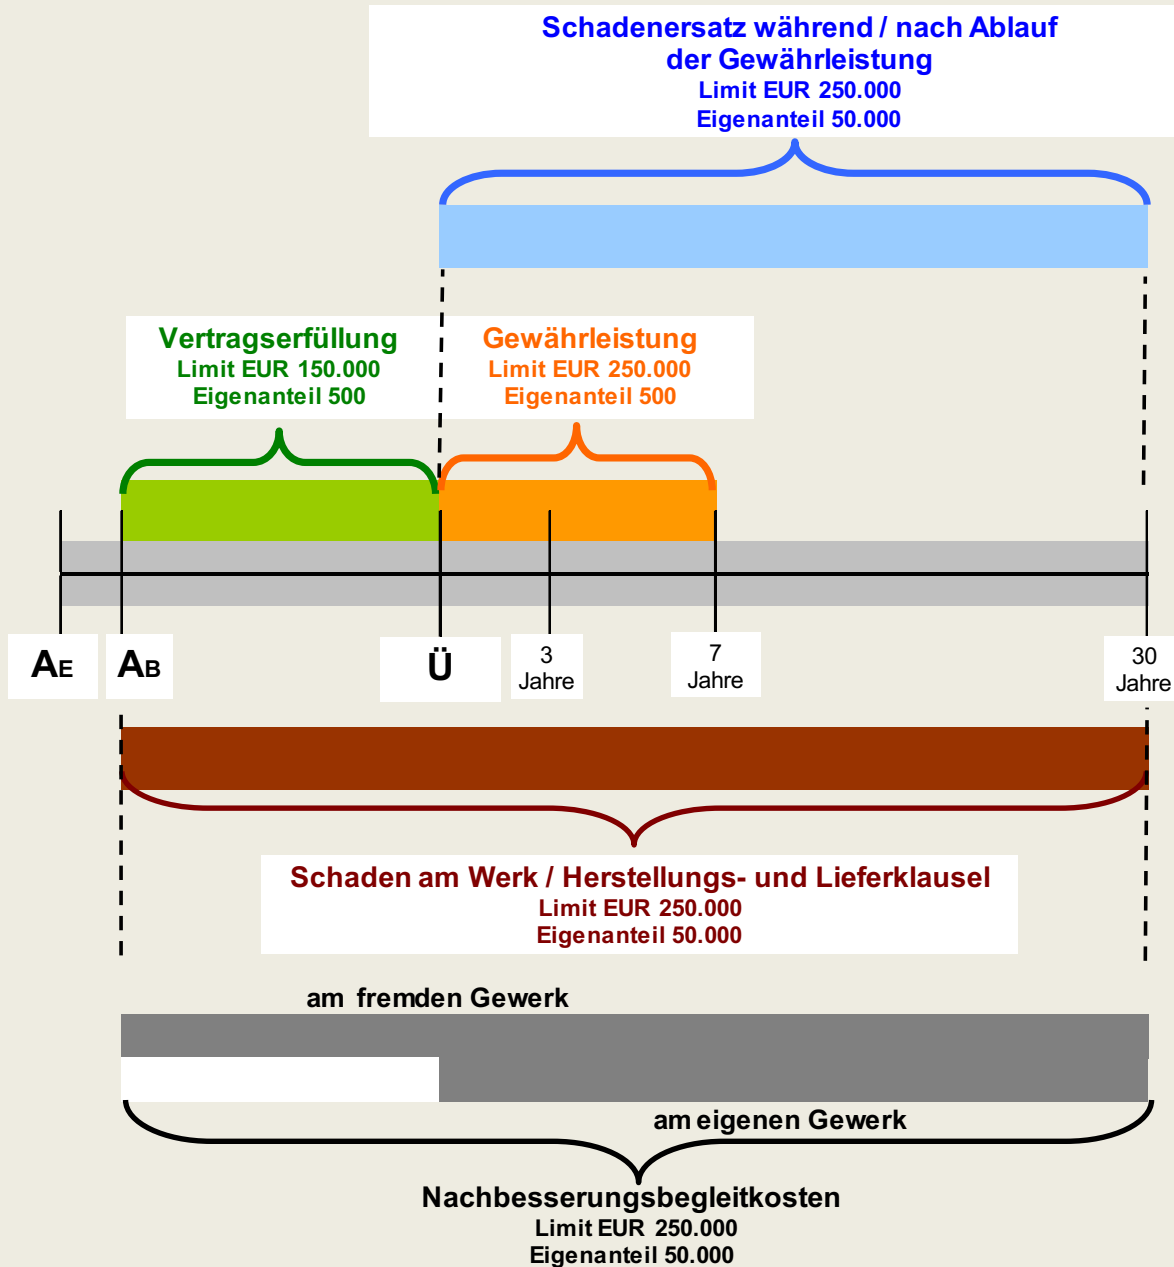 Schadenersatz während / nach Ablauf
der Gewährleistung
Limit EUR 250.000
Eigenanteil 50.000
Vertragserfüllung
Limit EUR 150.000
Eigenanteil 500
Gewährleistung
Limit EUR 250.000
Eigenanteil 500
AE
AB
Ü
3
Jahre
7
Jahre
30
Jahre
Schaden am Werk / Herstellungs- und Lieferklausel
Limit EUR 250.000
Eigenanteil 50.000
am fremden Gewerk
am eigenen Gewerk
Nachbesserungsbegleitkosten
Limit EUR 250.000
Eigenanteil 50.000